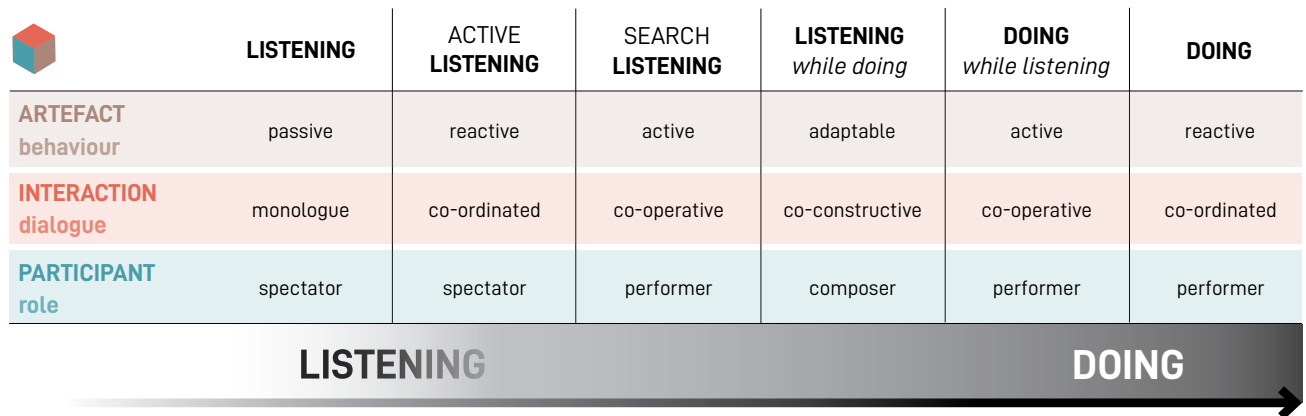 LISTENING
ACTIVE
LISTENING
SEARCH
LISTENING
LISTENING
while doing
DOING
while listening
DOING
ARTEFACT
behaviour
passive
reactive
active
adaptable
active
reactive
INTERACTION
dialogue
monologue
co-ordinated
co-operative
co-constructive
co-operative
co-ordinated
PARTICIPANT
role
spectator
spectator
performer
composer
performer
performer
LISTENING
DOING